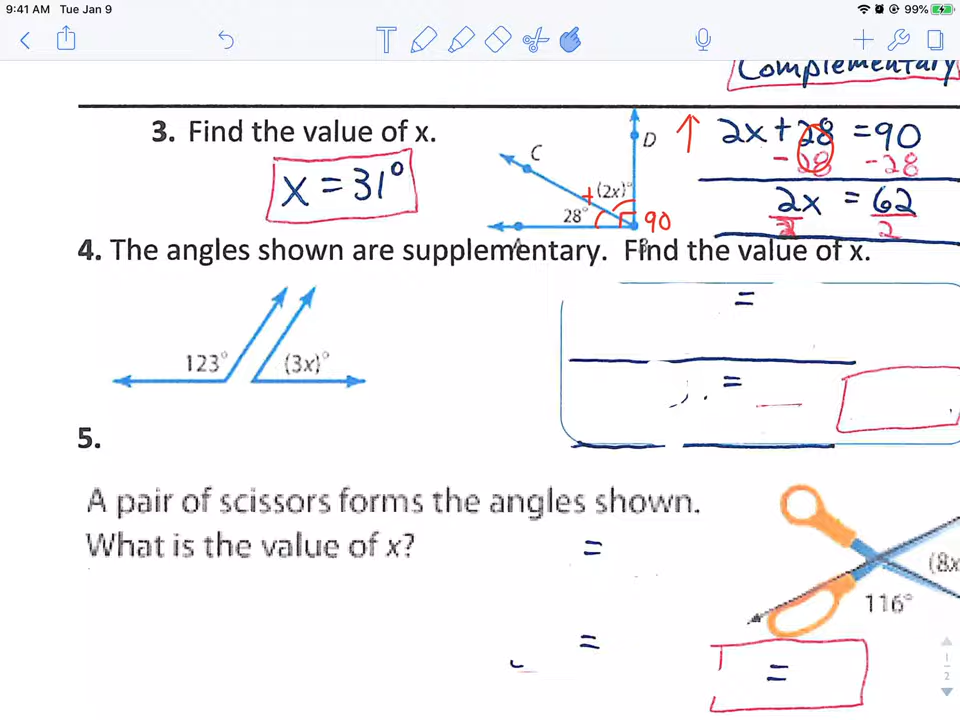 9:41 AM Tue Jan 9
99%
T
Complementary
3. Find the value of x.
x = 31°
C
D
(2x)°
28°
90
2x + 28 = 90
- 28 -28
2x = 62
2 2
4. The angles shown are supplementary. Find the value of x.
123°
(3x)°
=
=
5.
A pair of scissors forms the angles shown.
What is the value of x?
=
=
=
(8x
116°
1
2